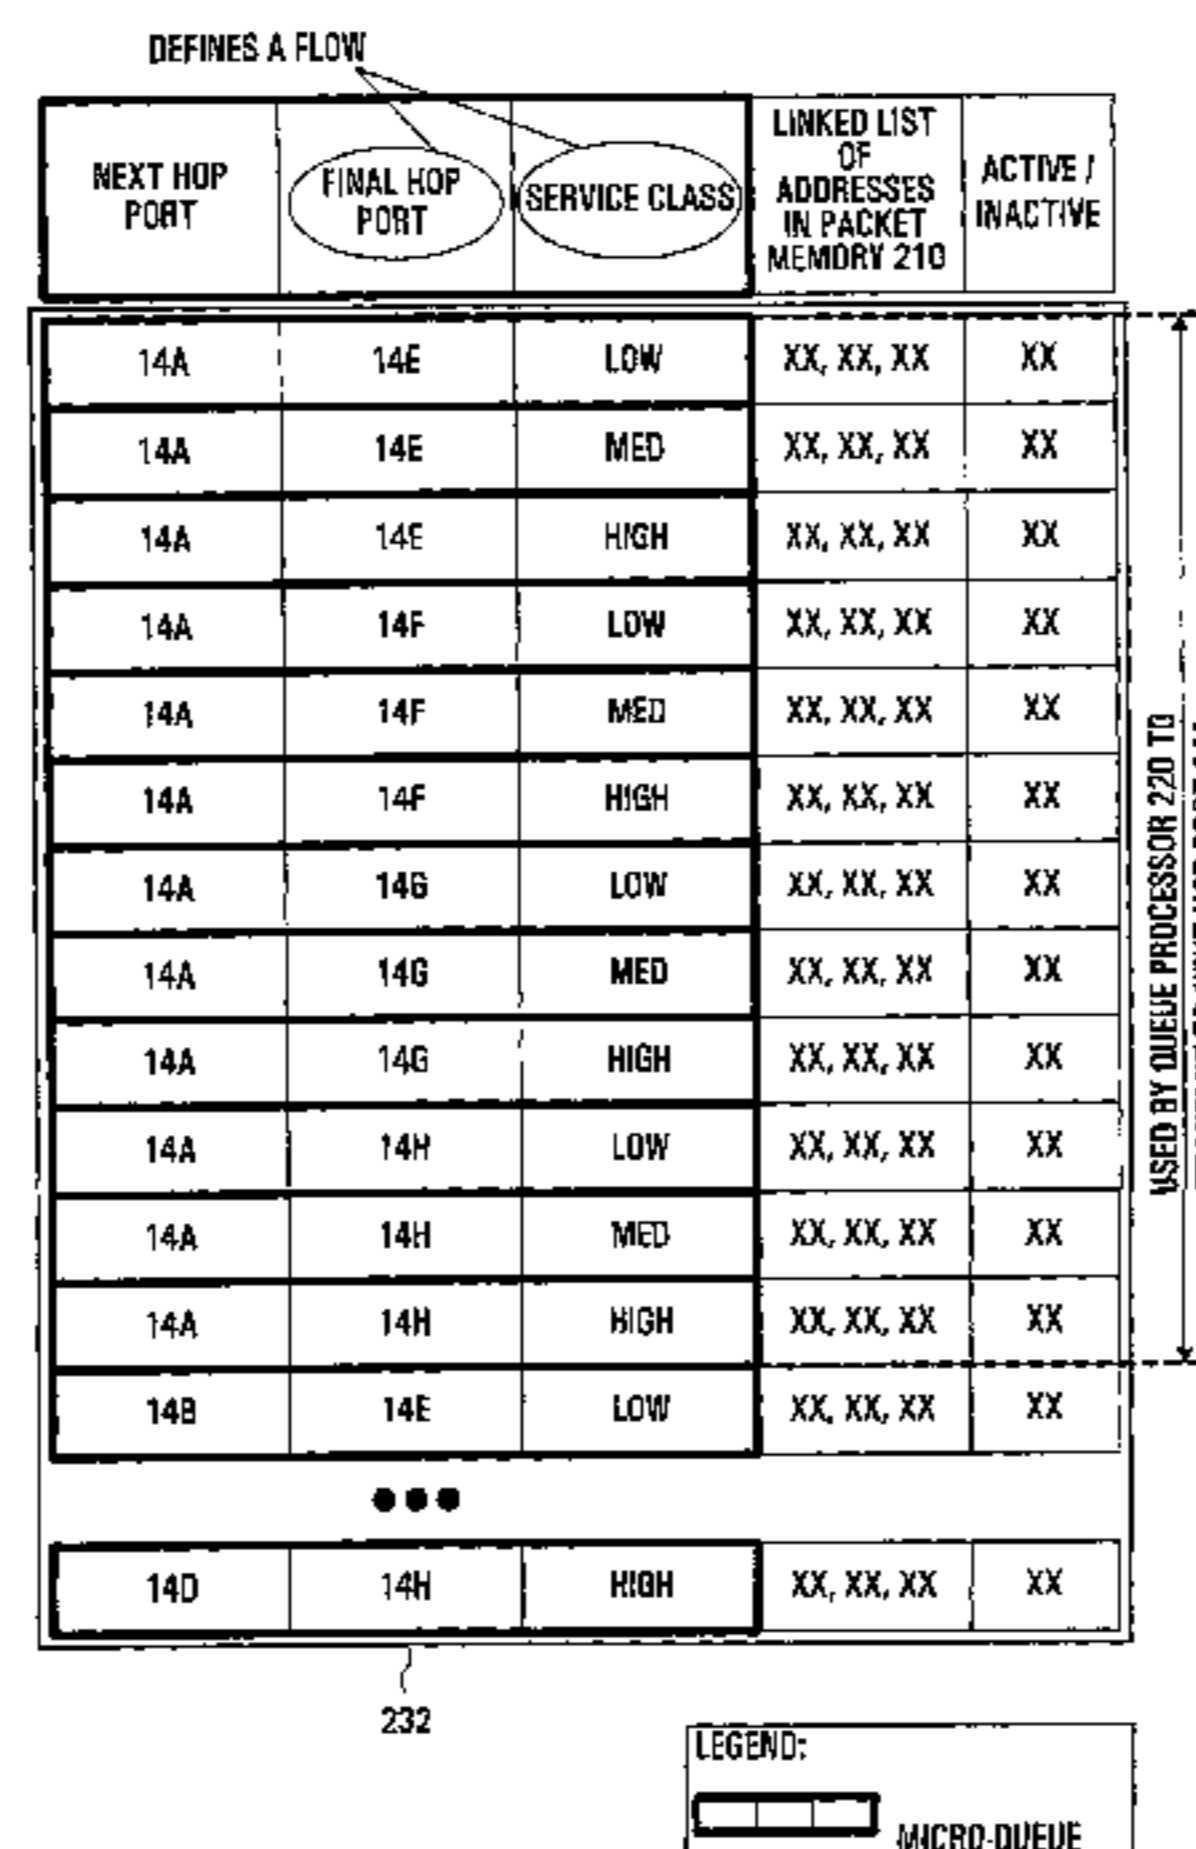 DEFINES A FLOW
NEXT HOP PORT
FINAL HOP PORT
SERVICE CLASS
LINKED LIST OF ADDRESSES IN PACKET MEMORY 210
ACTIVE / INACTIVE
14A 14E LOW XX, XX, XX XX
14A 14E MED XX, XX, XX XX
14A 14E HIGH XX, XX, XX XX
14A 14F LOW XX, XX, XX XX
14A 14F MED XX, XX, XX XX
14A 14F HIGH XX, XX, XX XX
14A 14G LOW XX, XX, XX XX
14A 14G MED XX, XX, XX XX
14A 14G HIGH XX, XX, XX XX
14A 14H LOW XX, XX, XX XX
14A 14H MED XX, XX, XX XX
14A 14H HIGH XX, XX, XX XX
14B 14E LOW XX, XX, XX XX
14D 14H HIGH XX, XX, XX XX
USED BY QUEUE PROCESSOR 220 TO
232
LEGEND:
MICRO-QUEUE